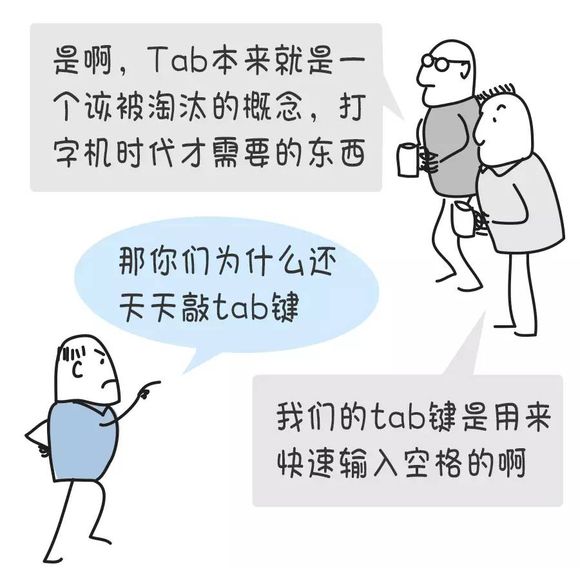 是啊，Tab本来就是一
个该被淘汰的概念，打
字机时代才需要的东西
那你们为什么还
天天敲tab键
我们的tab键是用来
快速输入空格的啊